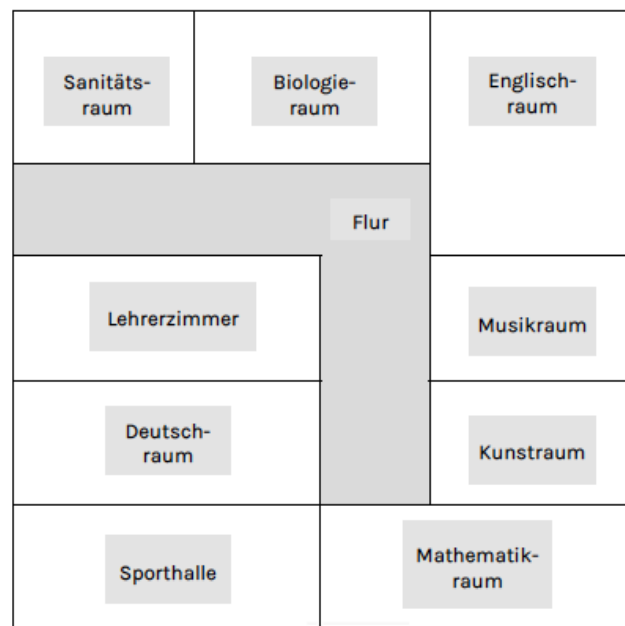 Sanitäts-
raum
Biologie-
raum
Englisch-
raum
Flur
Lehrerzimmer
Musikraum
Deutsch-
raum
Kunstraum
Sporthalle
Mathematik-
raum